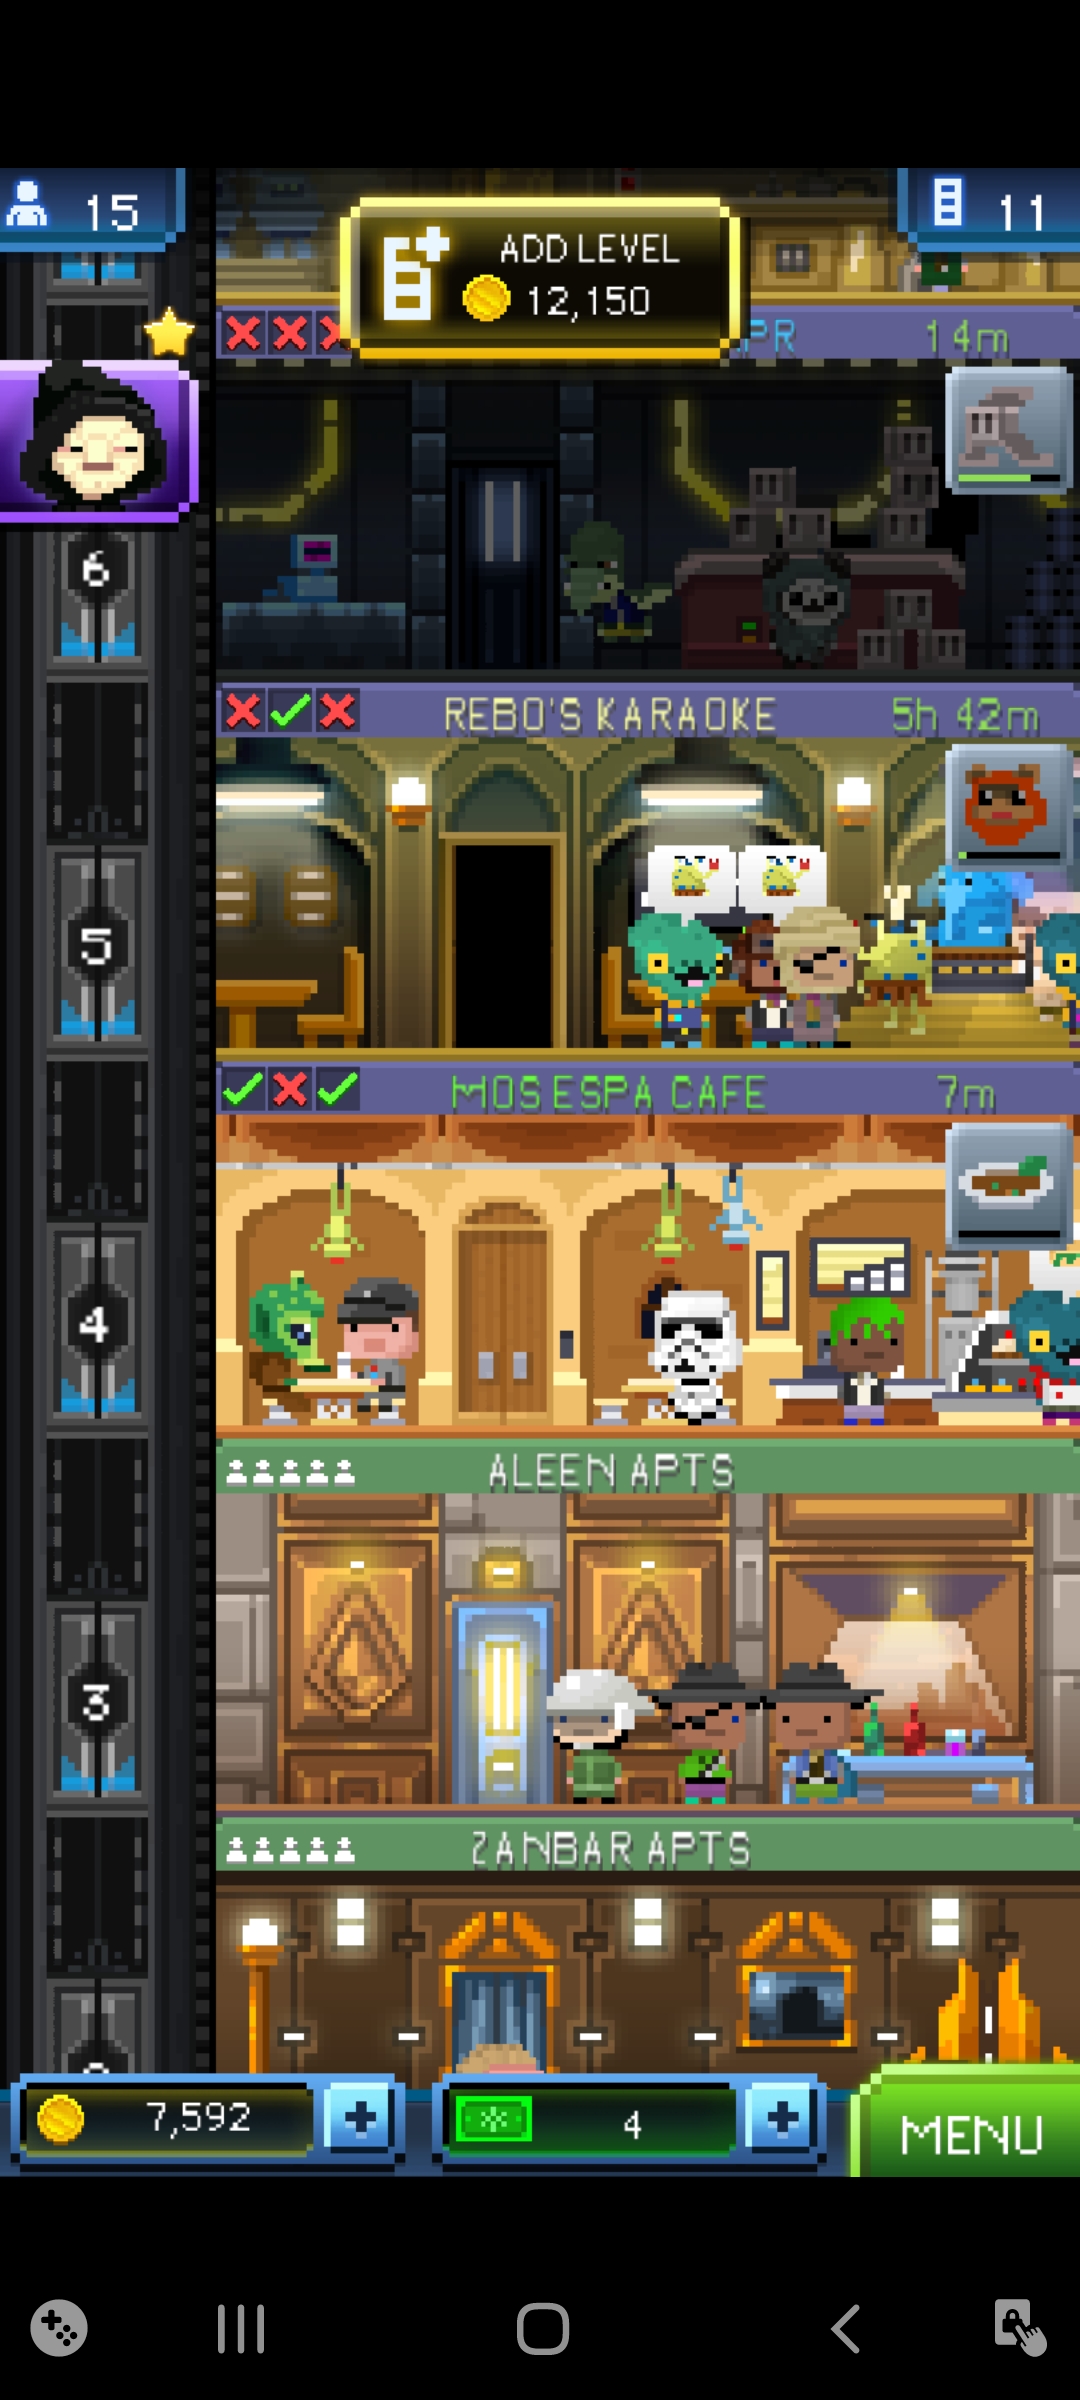 15
ADD LEVEL
12,150
11
PR
14m
6
REBO'S KARAOKE
5h 42m
5
MOS ESPA CAFE
7m
4
ALEEN APTS
3
ZANBAR APTS
7,592
4
MENU